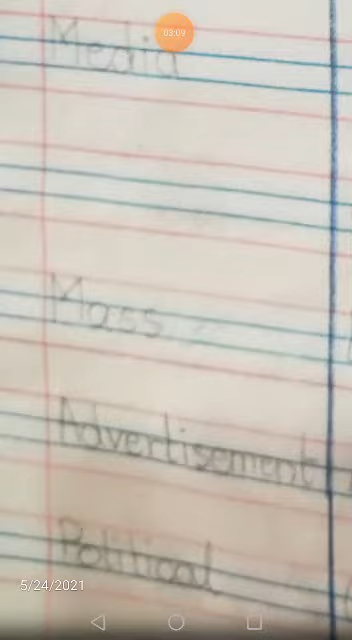 03:09
Media
Mass
Advertisement
Political
5/24/2021